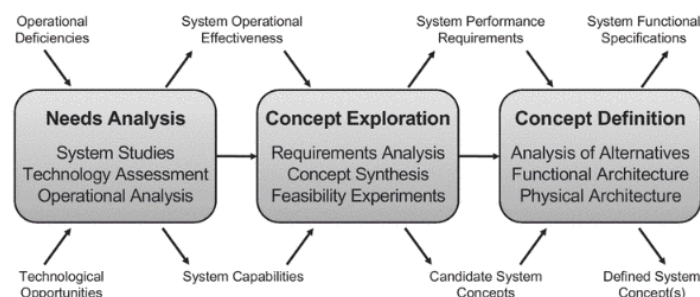 Operational
Deficiencies
System Operational
Effectiveness
System Performance
Requirements
System Functional
Specifications
Needs Analysis
System Studies
Technology Assessment
Operational Analysis
Concept Exploration
Requirements Analysis
Concept Synthesis
Feasibility Experiments
Concept Definition
Analysis of Alternatives
Functional Architecture
Physical Architecture
Technological
Opportunities
System Capabilities
Candidate System
Concepts
Defined System
Concept(s)